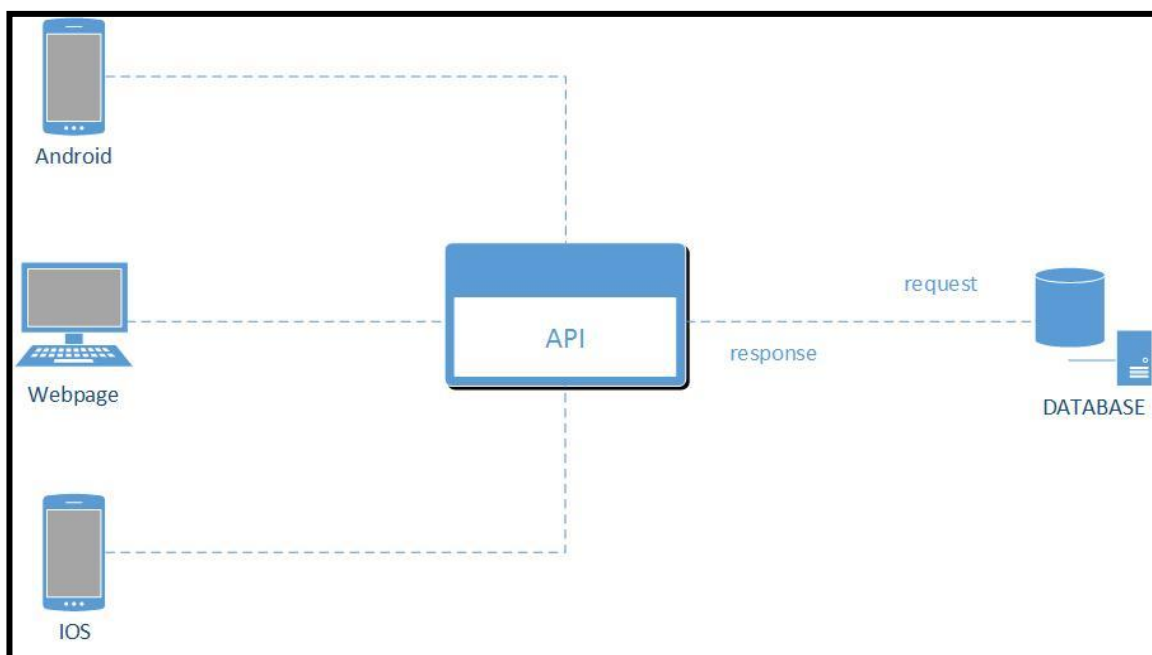 Android
Webpage
IOS
API
request
response
DATABASE